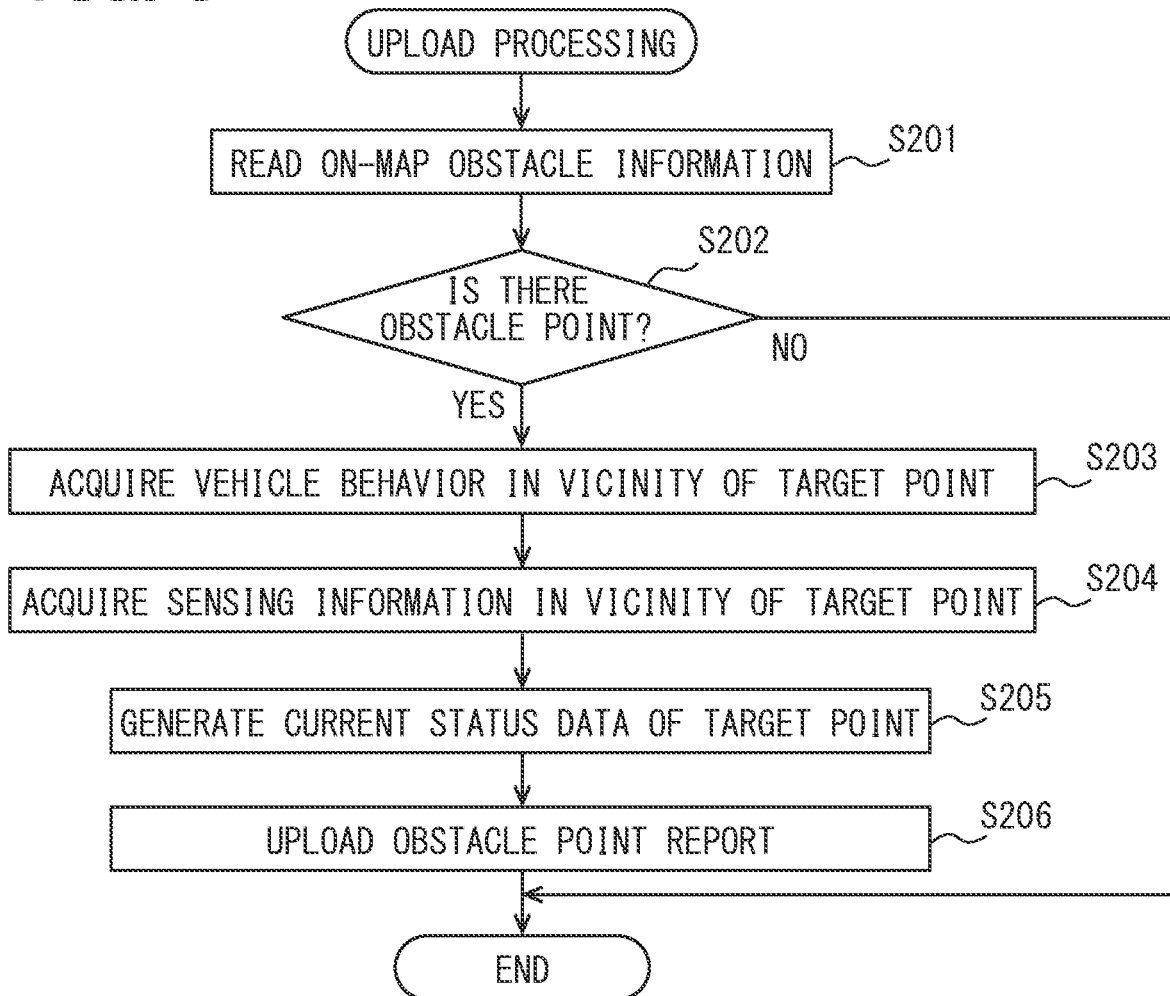 UPLOAD PROCESSING
READ ON-MAP OBSTACLE INFORMATION
S201
S202
IS THERE
OBSTACLE POINT?
NO
YES
ACQUIRE VEHICLE BEHAVIOR IN VICINITY OF TARGET POINT
S203
ACQUIRE SENSING INFORMATION IN VICINITY OF TARGET POINT
S204
GENERATE CURRENT STATUS DATA OF TARGET POINT
S205
UPLOAD OBSTACLE POINT REPORT
S206
END